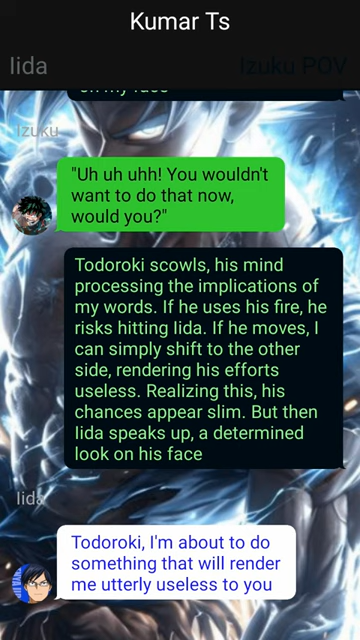 Kumar Ts
Iida
Izuku POV
on my face
Izuku
"Uh uh uhh! You wouldn't
want to do that now,
would you?"
Todoroki scowls, his mind
processing the implications of
my words. If he uses his fire, he
risks hitting Iida. If he moves, I
can simply shift to the other
side, rendering his efforts
useless. Realizing this, his
chances appear slim. But then
Iida speaks up, a determined
look on his face
Iida
Todoroki, I'm about to do
something that will render
me utterly useless to you